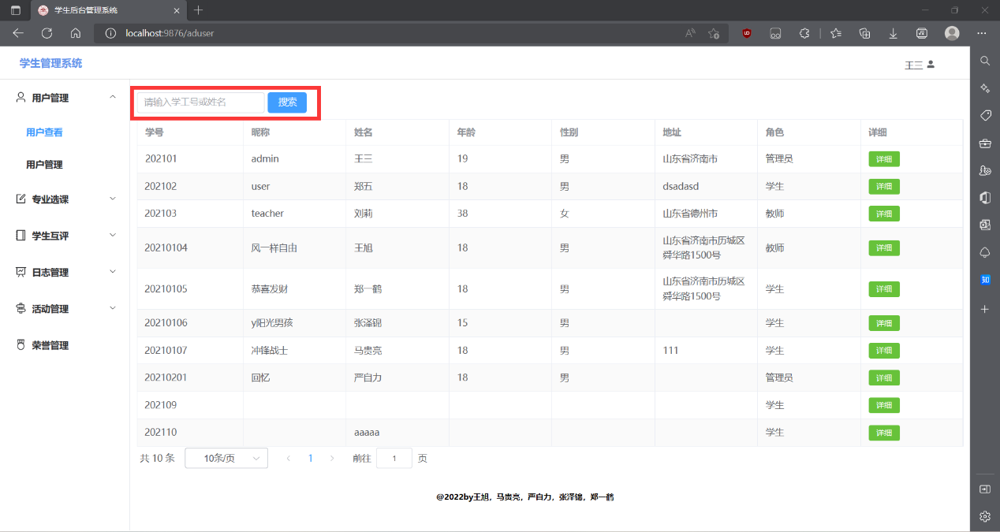 学生后台管理系统
localhost:9876/aduser
学生管理系统
王三
用户管理
用户查看
用户管理
专业选课
学生互评
日志管理
活动管理
荣誉管理
请输入学工号或姓名 搜索
学号 昵称 姓名 年龄 性别 地址 角色 详细
202101 admin 王三 19 男 山东省济南市 管理员 详细
202102 user 郑五 18 男 dsadasd 学生 详细
202103 teacher 刘莉 38 女 山东省德州市 教师 详细
20210104 风一样自由 王旭 18 男 山东省济南市历城区 教师 详细
舜华路1500号
20210105 恭喜发财 郑一鹤 18 男 山东省济南市历城区 学生 详细
舜华路1500号
20210106 y阳光男孩 张泽锦 15 男 学生 详细
20210107 冲锋战士 马贵亮 18 男 111 学生 详细
20210201 回忆 严自力 18 男 管理员 详细
202109 学生 详细
202110 aaaaa 学生 详细
共 10 条 10条/页 1 前往 1 页
@2022by王旭，马贵亮，严自力，张泽锦，郑一鹤
知